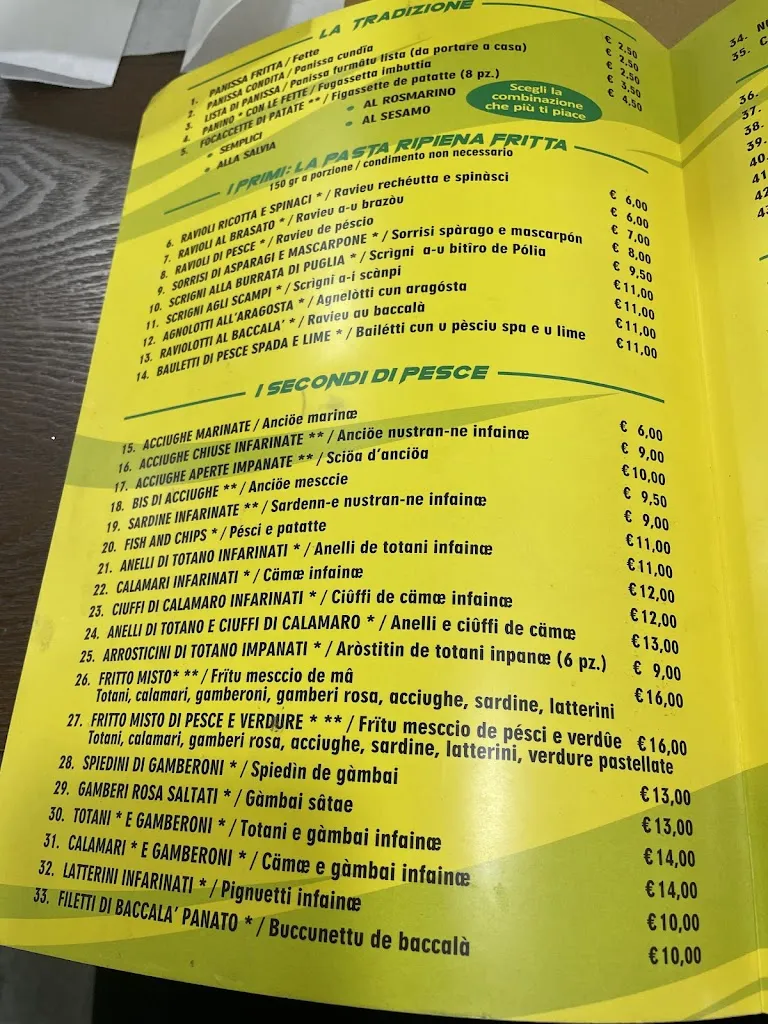 LA TRADIZIONE
1. PANISSA FRITTA / Fette € 2,50
2. PANISSA CONDITA / Panissa cundïa € 2,50
3. LISTA DI PANISSA / Panissa furmâtu lista (da portare a casa) € 2,50
4. PANINO • CON LE FETTE / Fugassetta imbuttia € 3,50
5. FOCACCETTE DI PATATE ** / Figassette de patatte (8 pz.) € 4,50
• SEMPLICI • AL ROSMARINO
• ALLA SALVIA • AL SESAMO
Scegli la
combinazione
che più ti piace
I PRIMI: LA PASTA RIPIENA FRITTA
150 gr a porzione / condimento non necessario
6. RAVIOLI RICOTTA E SPINACI * / Ravieu rechéutta e spinàsci € 6,00
7. RAVIOLI AL BRASATO * / Ravieu a-u brazòu € 6,00
8. RAVIOLI DI PESCE * / Ravieu de péscio € 7,00
9. SORRISI DI ASPARAGI E MASCARPONE * / Sorrisi spàrago e mascarpón € 8,00
10. SCRIGNI ALLA BURRATA DI PUGLIA * / Scrìgni a-u bitîro de Pólia € 9,50
11. SCRIGNI AGLI SCAMPI * / Scrìgni a-i scànpi € 11,00
12. AGNOLOTTI ALL'ARAGOSTA * / Agnelòtti cun aragósta € 11,00
13. RAVIOLOTTI AL BACCALA' * / Ravieu au baccalà € 11,00
14. BAULETTI DI PESCE SPADA E LIME * / Bailétti cun u pèsciu spa e u lime € 11,00
I SECONDI DI PESCE
15. ACCIUGHE MARINATE / Anciöe marinæ € 6,00
16. ACCIUGHE CHIUSE INFARINATE ** / Anciöe nustran-ne infainæ € 9,00
17. ACCIUGHE APERTE IMPANATE ** / Sciöa d'anciöa € 10,00
18. BIS DI ACCIUGHE ** / Anciöe mesccie € 9,50
19. SARDINE INFARINATE ** / Sardenn-e nustran-ne infainæ € 9,00
20. FISH AND CHIPS * / Pésci e patatte € 11,00
21. ANELLI DI TOTANO INFARINATI * / Anelli de totani infainæ € 11,00
22. CALAMARI INFARINATI * / Cämæ infainæ € 12,00
23. CIUFFI DI CALAMARO INFARINATI * / Ciûffi de cämæ infainæ € 12,00
24. ANELLI DI TOTANO E CIUFFI DI CALAMARO * / Anelli e ciûffi de cämæ € 13,00
25. ARROSTICINI DI TOTANO IMPANATI * / Aròstitin de totani inpanæ (6 pz.) € 9,00
26. FRITTO MISTO* ** / Frïtu mesccio de mâ € 16,00
Totani, calamari, gamberoni, gamberi rosa, acciughe, sardine, latterini
27. FRITTO MISTO DI PESCE E VERDURE * ** / Frïtu mesccio de pésci e verdûe € 16,00
Totani, calamari, gamberi rosa, acciughe, sardine, latterini, verdure pastellate
28. SPIEDINI DI GAMBERONI * / Spiedìn de gàmbai € 13,00
29. GAMBERI ROSA SALTATI * / Gàmbai sâtae € 13,00
30. TOTANI * E GAMBERONI * / Totani e gàmbai infainæ € 14,00
31. CALAMARI * E GAMBERONI * / Cämæ e gàmbai infainæ € 14,00
32. LATTERINI INFARINATI * / Pignuetti infainæ € 10,00
33. FILETTI DI BACCALA' PANATO * / Buccunettu de baccalà € 10,00
34.
35.
36.
37.
38.
39.
40.
41
42